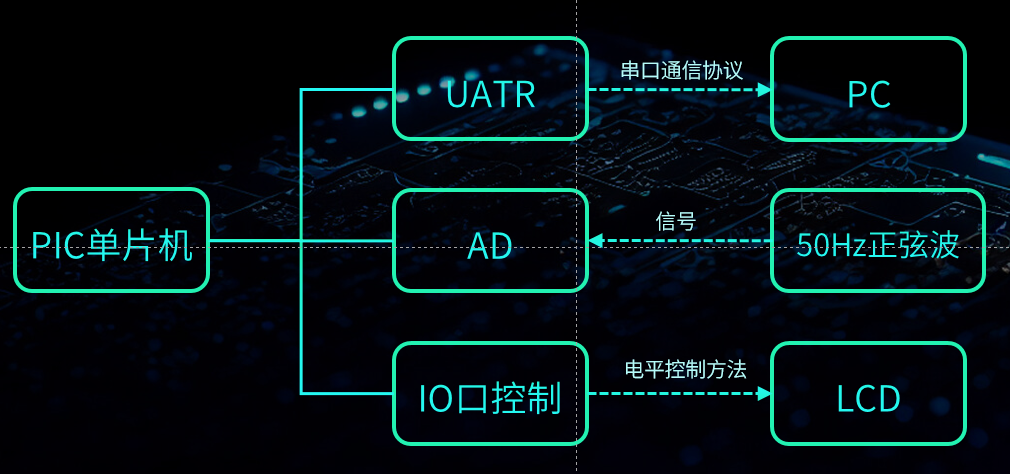 UATR
串口通信协议
PC
PIC单片机
AD
信号
50Hz正弦波
IO口控制
电平控制方法
LCD